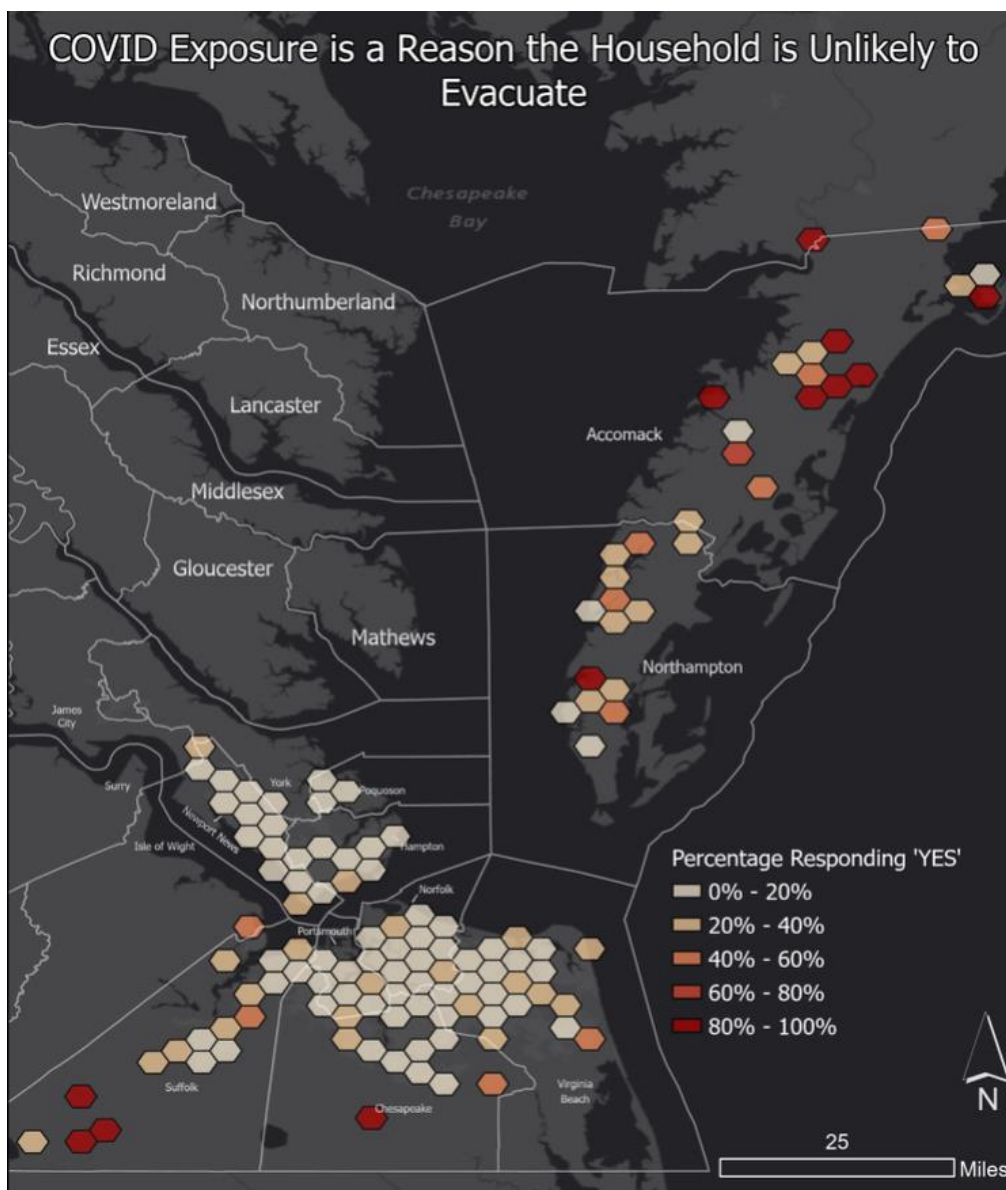 COVID Exposure is a Reason the Household is Unlikely to
Evacuate
Chesapeake
Bay
Westmoreland
Richmond
Northumberland
Essex
Lancaster
Accomack
Middlesex
Gloucester
Mathews
Northampton
James
City
Surry
York
Poquoson
Newport News
Isle of Wight
Hampton
Norfolk
Portsmouth
Suffolk
Chesapeake
Virginia
Beach
Percentage Responding 'YES'
0% - 20%
20% - 40%
40% - 60%
60% - 80%
80% - 100%
N
25
Miles